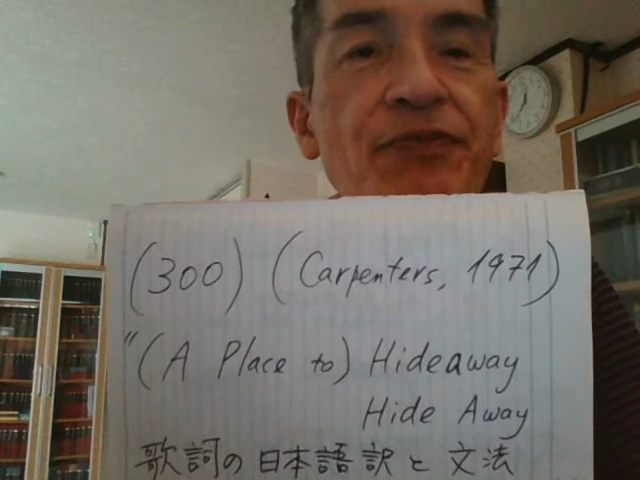 (300) (Carpenters, 1971)
"(A Place to) Hideaway
Hide Away
歌詞の日本語訳と文法